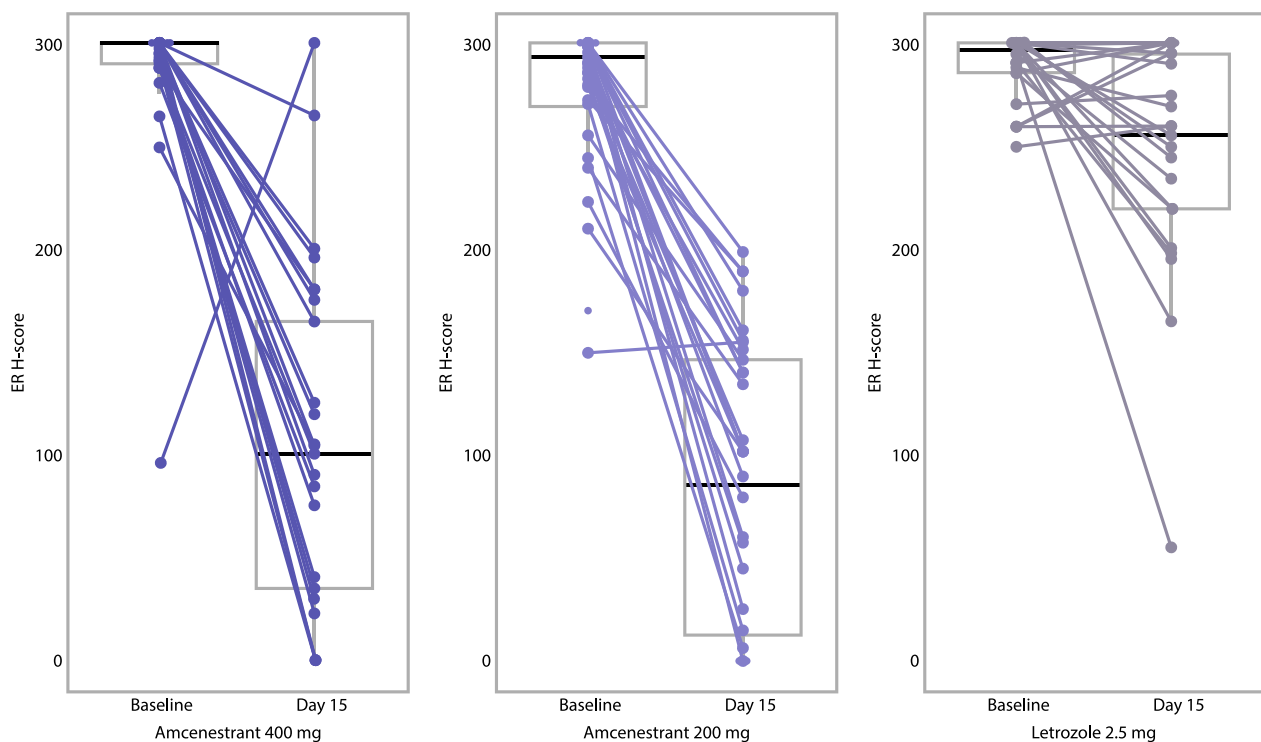 300
200
100
0
ER H-score
Baseline Day 15
Amcenestrant 400 mg
300
200
100
0
ER H-score
Baseline Day 15
Amcenestrant 200 mg
300
200
100
0
ER H-score
Baseline Day 15
Letrozole 2.5 mg